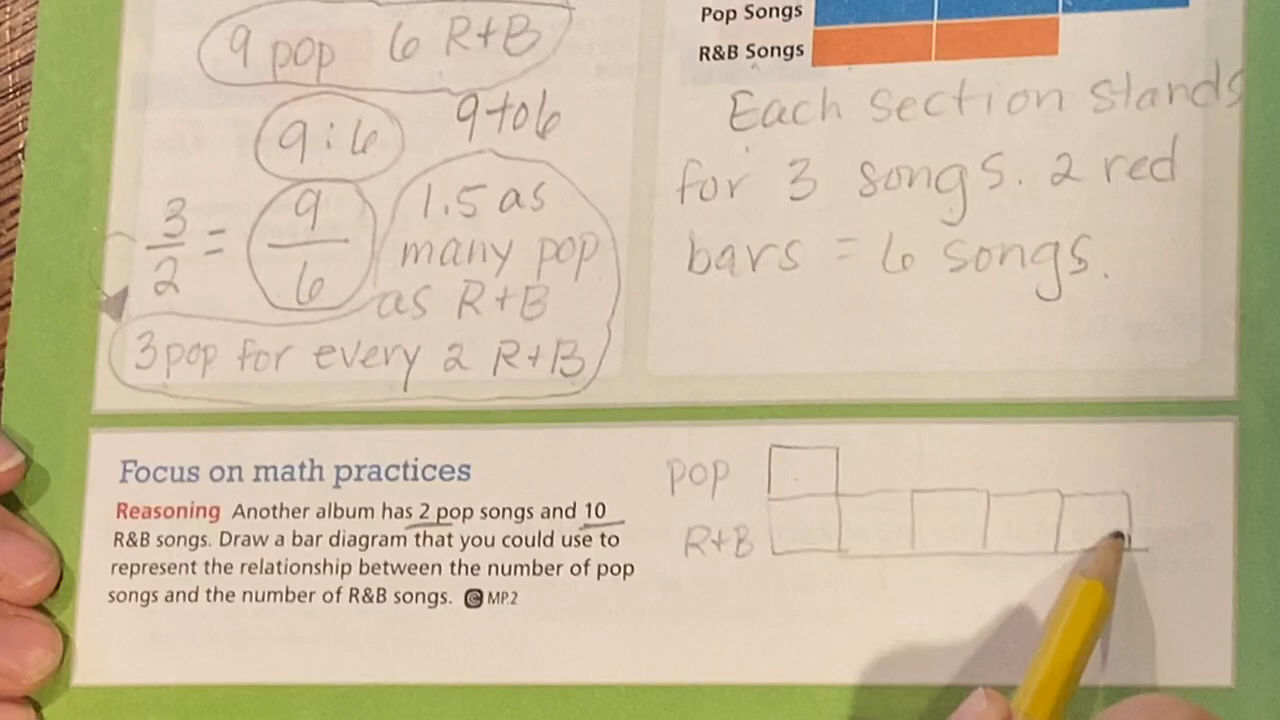 9 pop 6 R+B
9:6 9 to 6
3/2 = 9/6
1.5 as
many pop
as R+B
3 pop for every 2 R+B
Pop Songs
R&B Songs
Each section stands
for 3 songs. 2 red
bars = 6 songs.
Focus on math practices
Reasoning Another album has 2 pop songs and 10
R&B songs. Draw a bar diagram that you could use to
represent the relationship between the number of pop
songs and the number of R&B songs. MP.2
pop
R+B